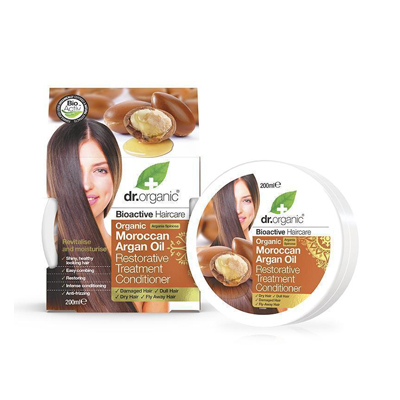 Bio
Activ
dr.organic®
Bioactive Haircare
Organic
Moroccan
Argan Oil
Restorative
Treatment
Conditioner
✓ Damaged Hair ✓ Dull Hair
✓ Dry Hair ✓ Fly Away Hair
Revitalise
and moisturise
• Shiny, healthy
looking hair
• Easy combing
• Restoring
• Intense conditioning
• Anti-frizzing
200ml℮
200ml℮
dr.organic®
Bioactive Haircare
Organic
Moroccan
Argan Oil
Restorative
Treatment
Conditioner
✓ Dry Hair ✓ Dull Hair
✓ Damaged Hair
✓ Fly Away Hair